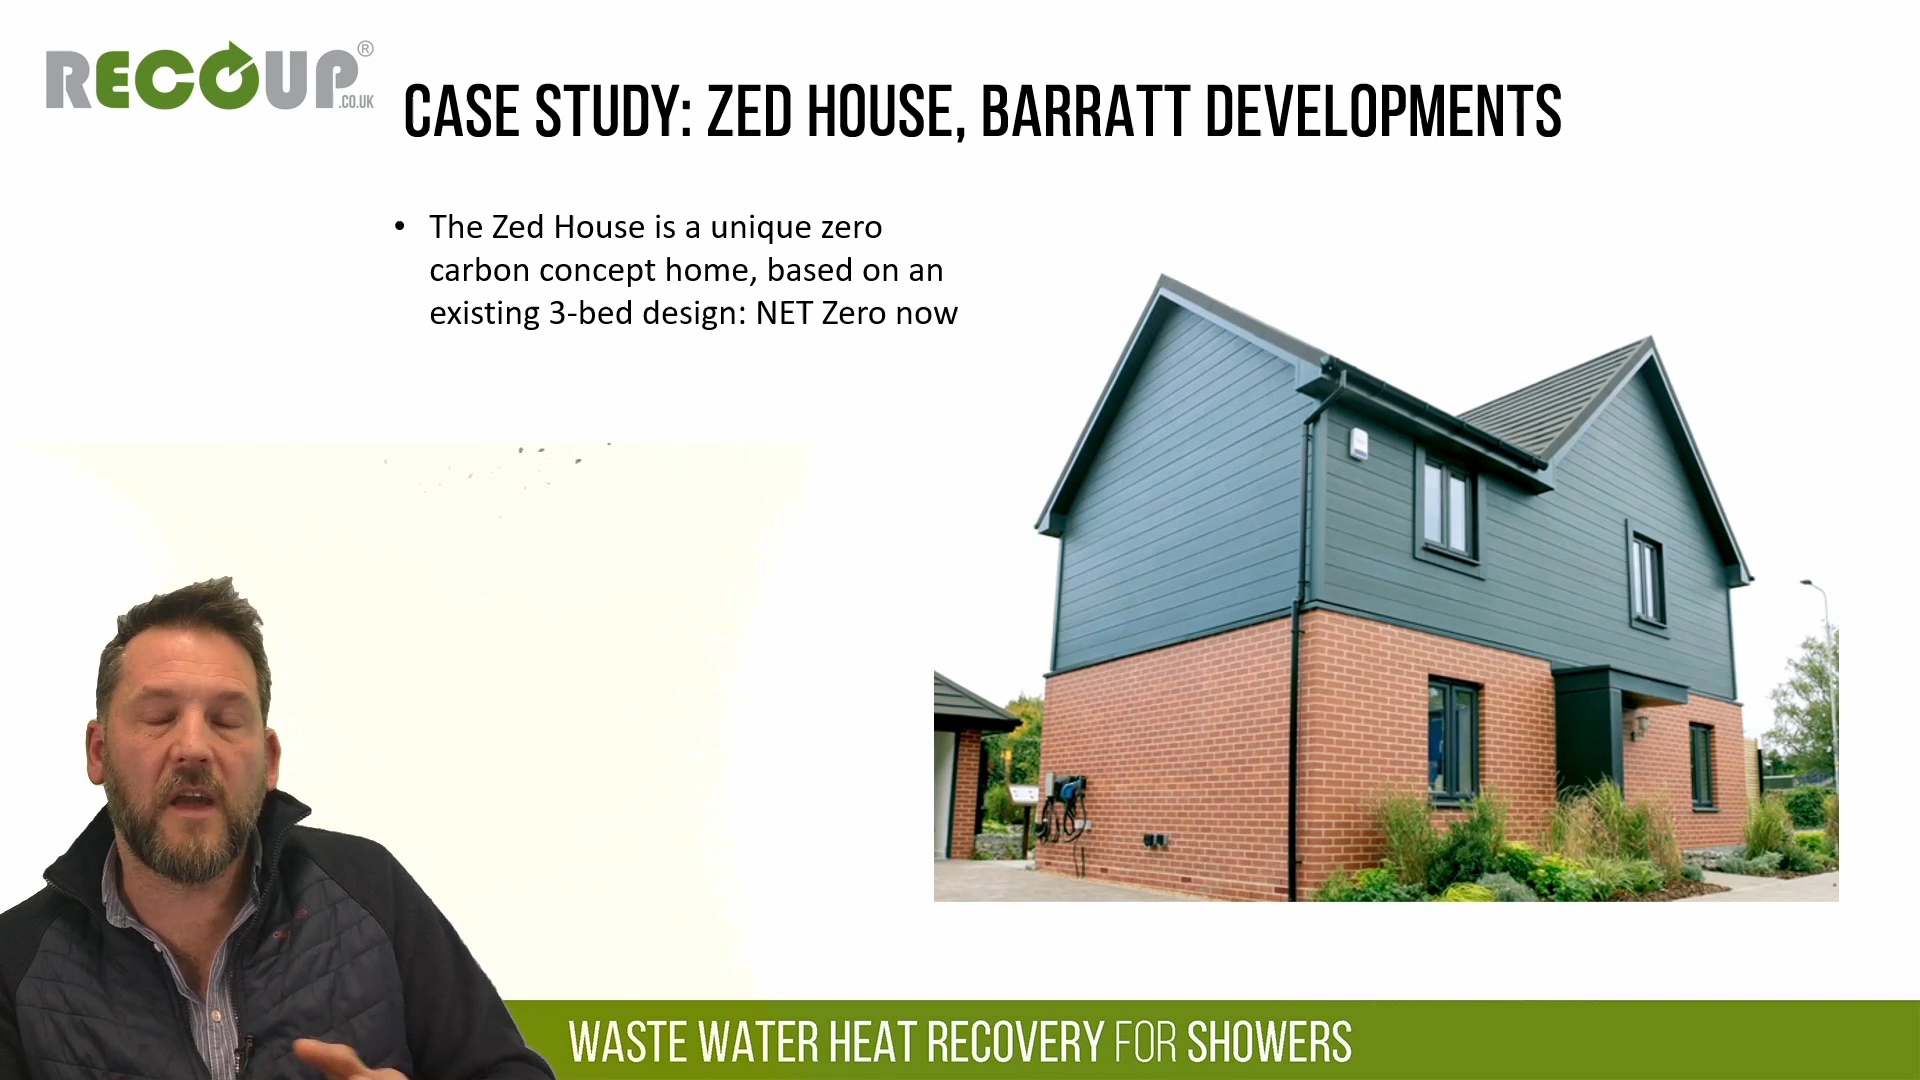 RECOUP®
.CO.UK
CASE STUDY: ZED HOUSE, BARRATT DEVELOPMENTS
• The Zed House is a unique zero
carbon concept home, based on an
existing 3-bed design: NET Zero now
WASTE WATER HEAT RECOVERY FOR SHOWERS